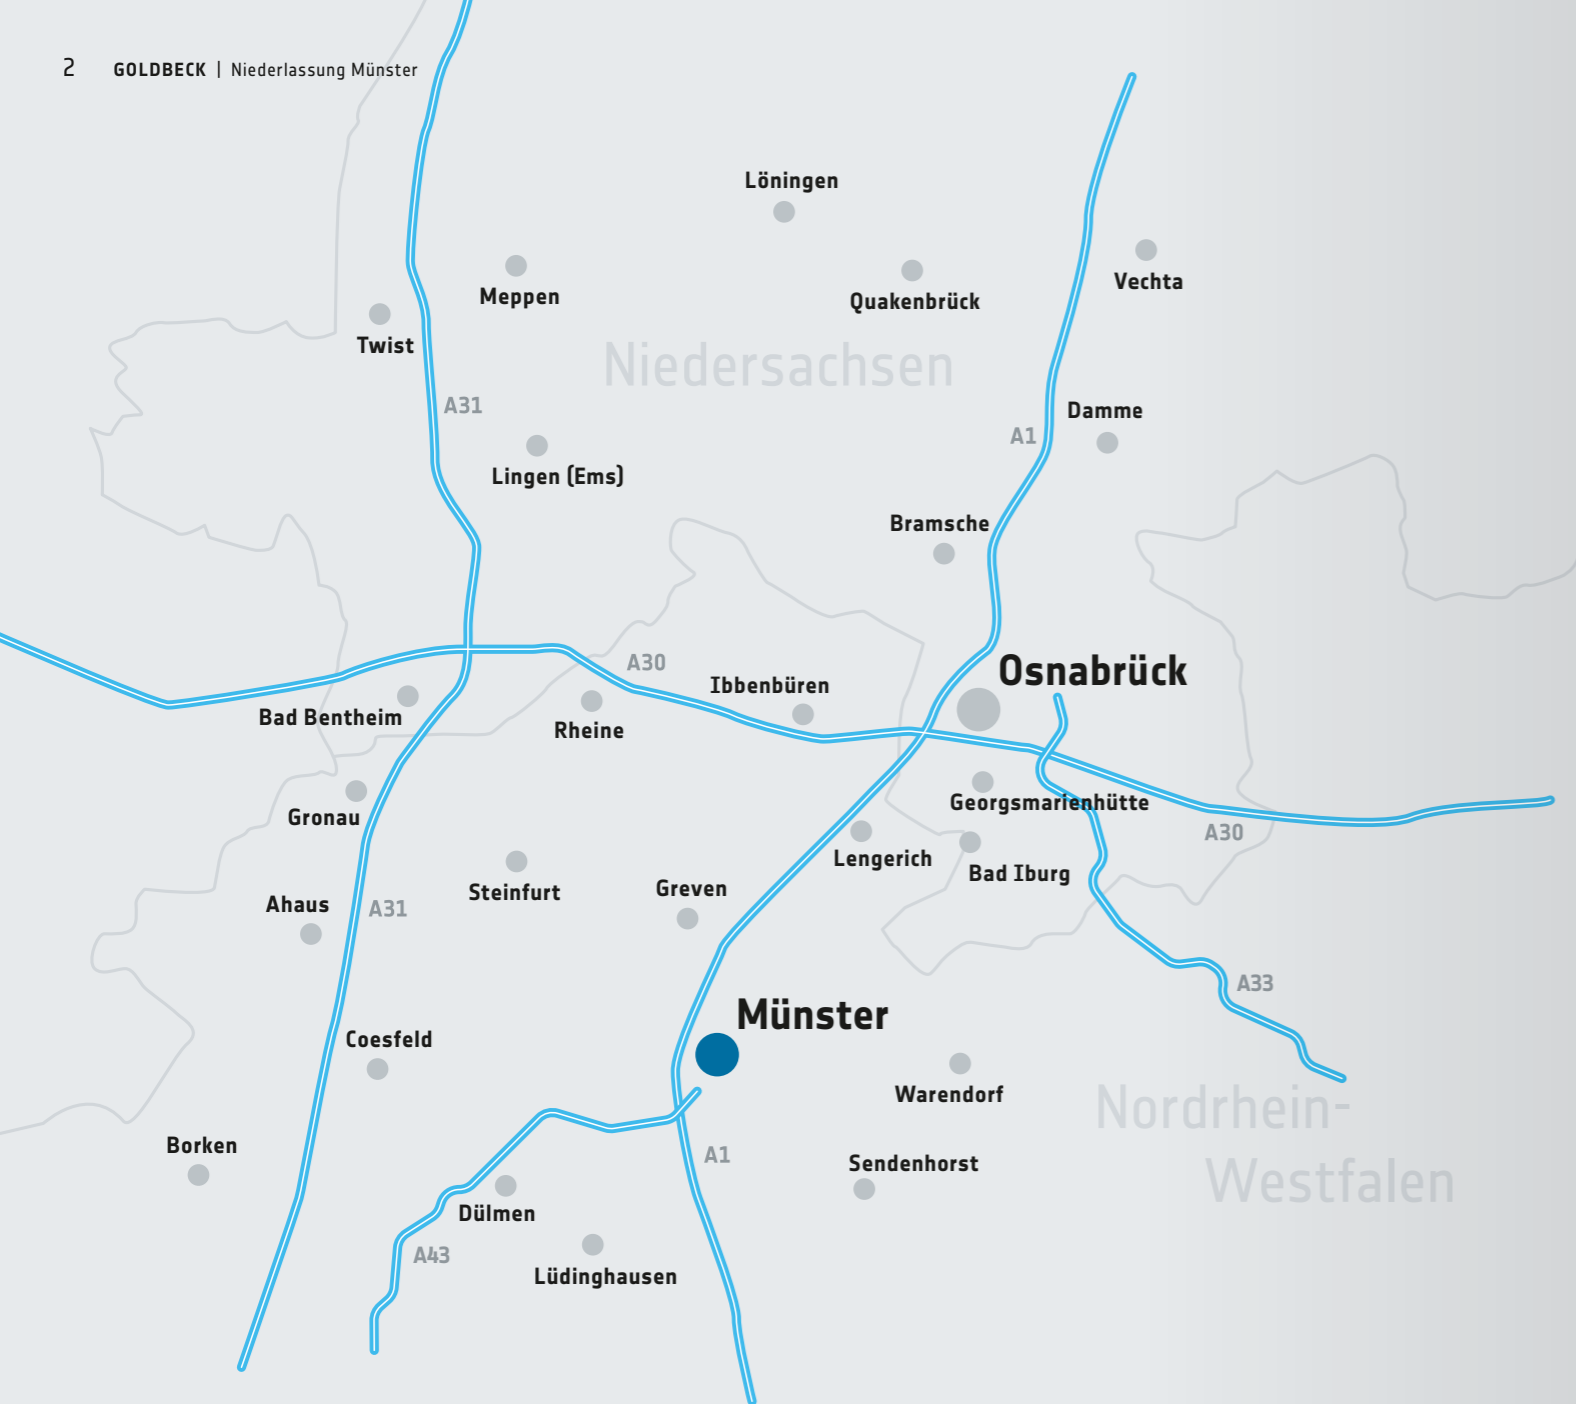 2 GOLDBECK | Niederlassung Münster
Löningen
Vechta
Meppen
Quakenbrück
Twist
Niedersachsen
A31
Damme
A1
Lingen (Ems)
Bramsche
A30
Osnabrück
Ibbenbüren
Bad Bentheim
Rheine
Georgsmarienhütte
Gronau
A30
Lengerich
Bad Iburg
Steinfurt
Greven
Ahaus
A31
A33
Münster
Coesfeld
Warendorf
Nordrhein-
Westfalen
Borken
A1
Sendenhorst
Dülmen
A43
Lüdinghausen